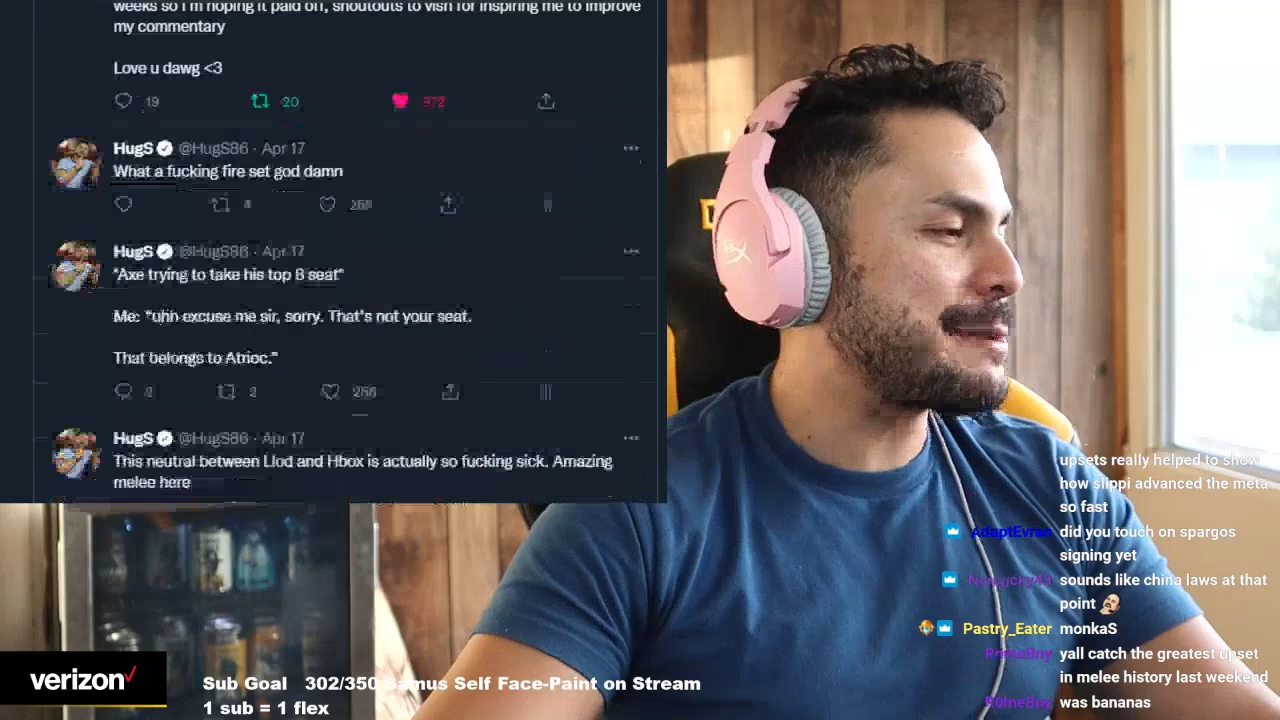 weeks so I'm hoping it paid off, shoutouts to vish for inspiring me to improve
my commentary
Love u dawg <3
19 20 372
HugS @HugS86 · Apr 17
What a fucking fire set god damn
HugS @HugS86 · Apr 17
"Axe trying to take his top 8 seat"
Me: "uhh excuse me sir, sorry. That's not your seat.
That belongs to Atrioc."
HugS @HugS86 · Apr 17
This neutral between Llod and Hbox is actually so fucking sick. Amazing
melee here
upsets really helped to show
how slippi advanced the meta
so fast
AdaptEvran did you touch on spargos
signing yet
sounds like china laws at that
point
Pastry_Eater monkaS
yall catch the greatest upset
in melee history last weekend
was bananas
verizon
Sub Goal 302/350 Samus Self Face-Paint on Stream
1 sub = 1 flex